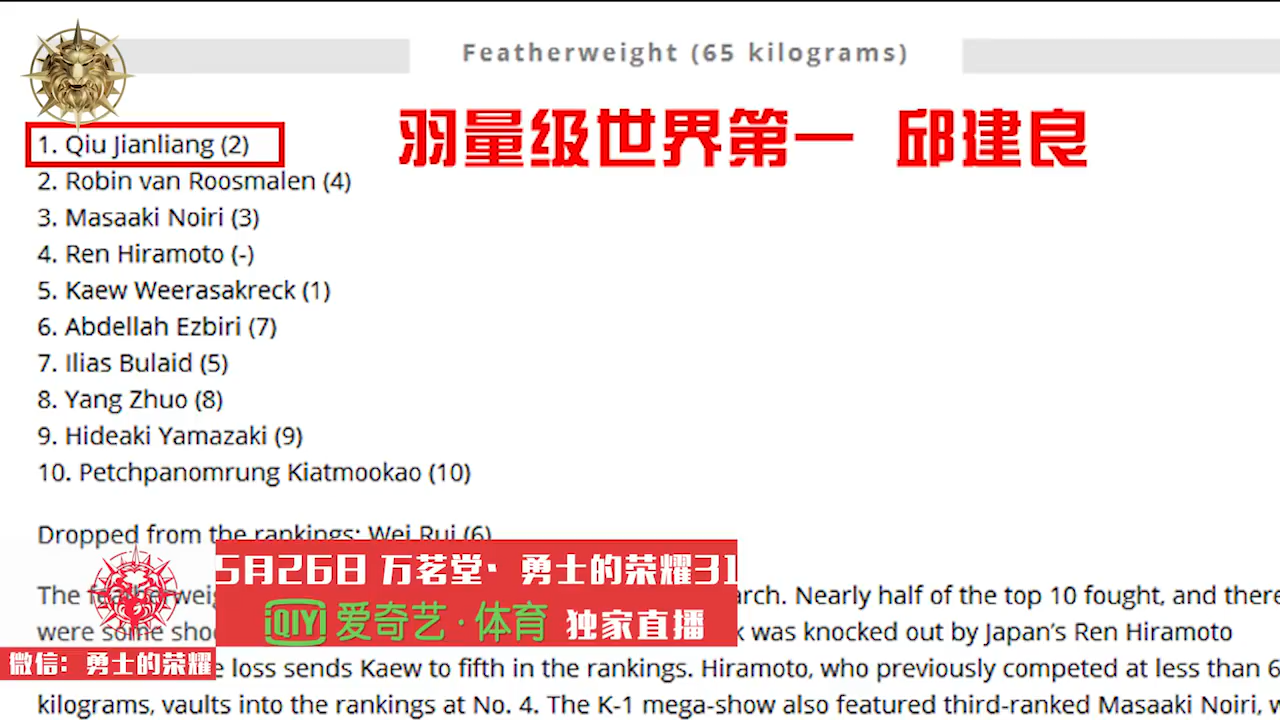 Featherweight (65 kilograms)
1. Qiu Jianliang (2)
羽量级世界第一 邱建良
2. Robin van Roosmalen (4)
3. Masaaki Noiri (3)
4. Ren Hiramoto (-)
5. Kaew Weerasakreck (1)
6. Abdellah Ezbiri (7)
7. Ilias Bulaid (5)
8. Yang Zhuo (8)
9. Hideaki Yamazaki (9)
10. Petchpanomrung Kiatmookao (10)
Dropped from the rankings: Wei Rui (6)
5月26日 万茗堂·勇士的荣耀31
The arch. Nearly half of the top 10 fought, and there
iQIYI 爱奇艺·体育 独家直播
were some was knocked out by Japan's Ren Hiramoto
微信：勇士的荣耀
loss sends Kaew to fifth in the rankings. Hiramoto, who previously competed at less than 6
kilograms, vaults into the rankings at No. 4. The K-1 mega-show also featured third-ranked Masaaki Noiri, w